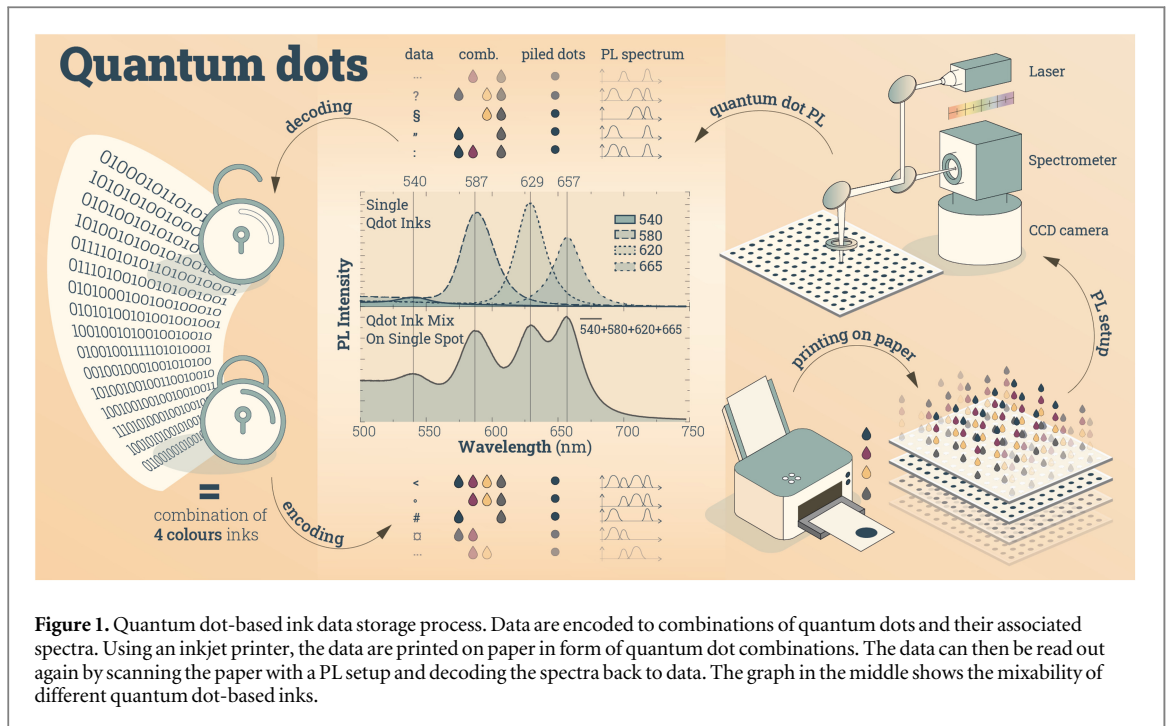 Quantum dots
data comb. piled dots PL spectrum
...
?
§
”
:
decoding
quantum dot PL
Laser
Spectrometer
CCD camera
PL setup
printing on paper
540 587 629 657
Single
Qdot Inks
540
580
620
665
Qdot Ink Mix
On Single Spot
540+580+620+665
PL Intensity
500 550 600 650 700 750
Wavelength (nm)
<
#
¤
...
=
combination of
4 colours inks
encoding
Figure 1. Quantum dot-based ink data storage process. Data are encoded to combinations of quantum dots and their associated
spectra. Using an inkjet printer, the data are printed on paper in form of quantum dot combinations. The data can then be read out
again by scanning the paper with a PL setup and decoding the spectra back to data. The graph in the middle shows the mixability of
different quantum dot-based inks.